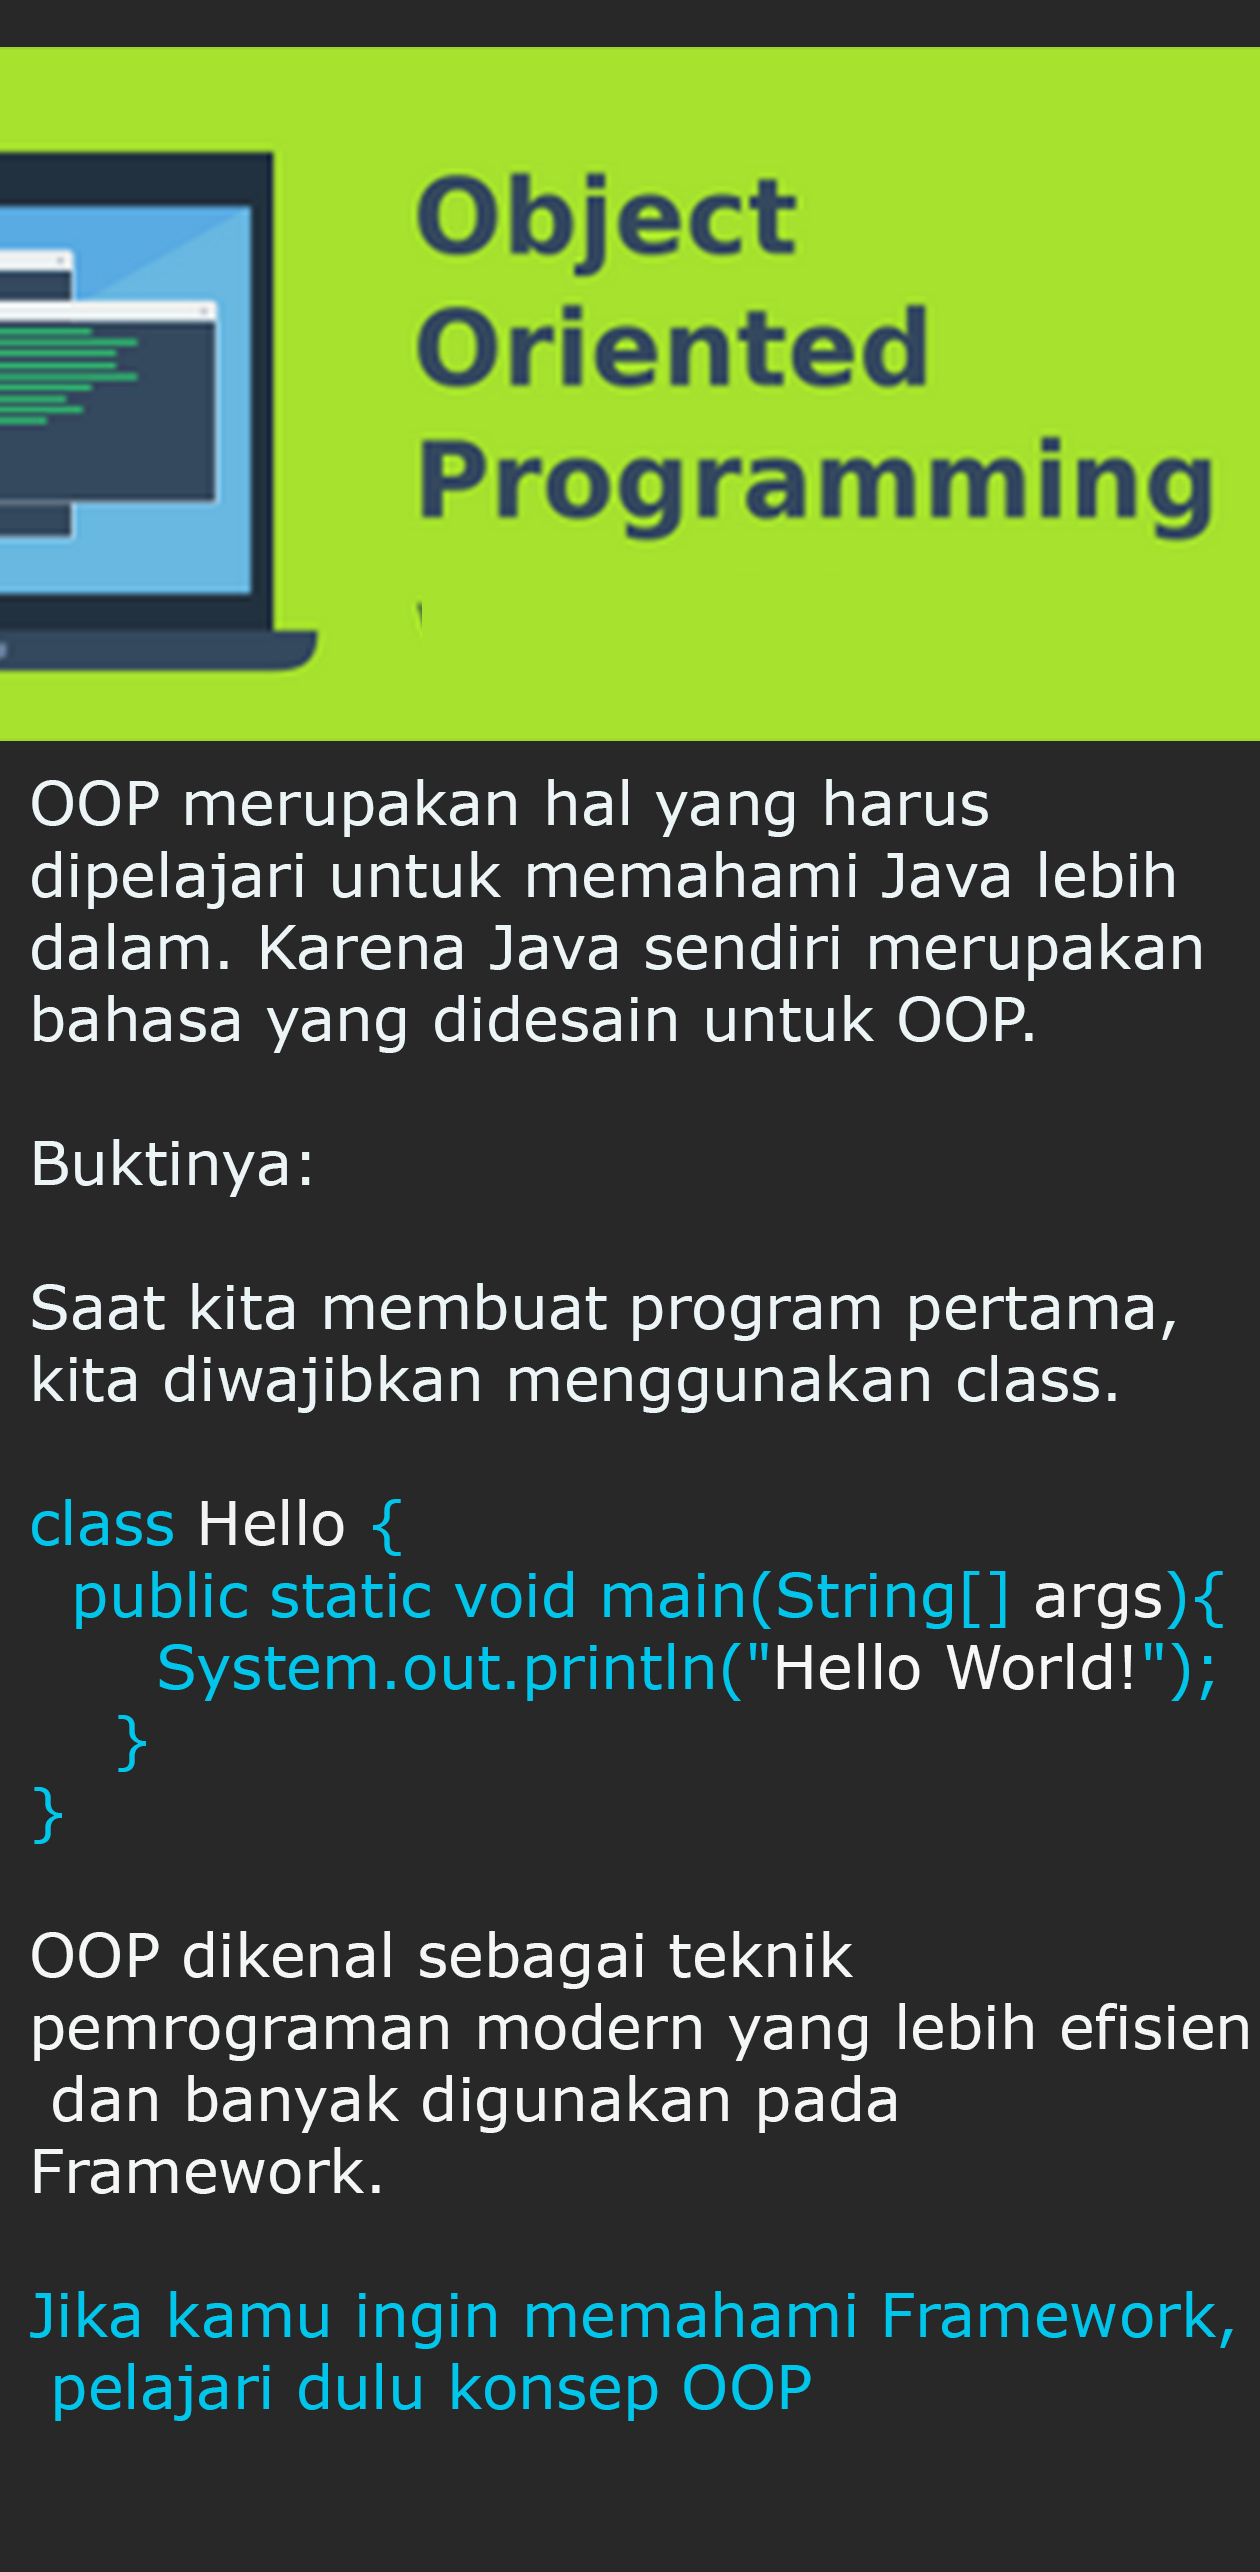 Object
Oriented
Programming
OOP merupakan hal yang harus
dipelajari untuk memahami Java lebih
dalam. Karena Java sendiri merupakan
bahasa yang didesain untuk OOP.
Buktinya:
Saat kita membuat program pertama,
kita diwajibkan menggunakan class.
class Hello {
public static void main(String[] args){
System.out.println("Hello World!");
}
}
OOP dikenal sebagai teknik
pemrograman modern yang lebih efisien
dan banyak digunakan pada
Framework.
Jika kamu ingin memahami Framework,
pelajari dulu konsep OOP